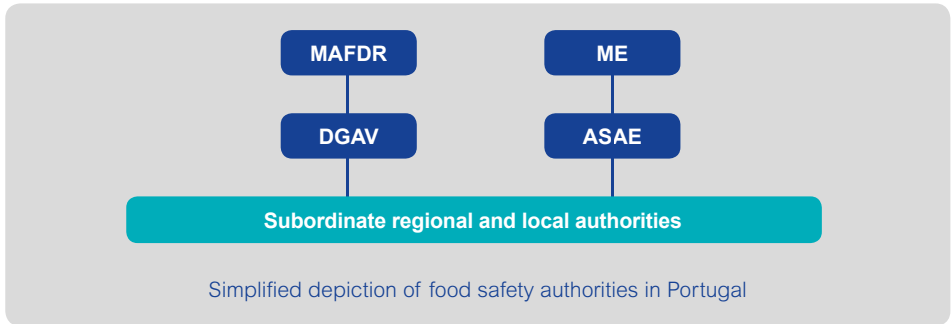 MAFDR
ME
DGAV
ASAE
Subordinate regional and local authorities
Simplified depiction of food safety authorities in Portugal